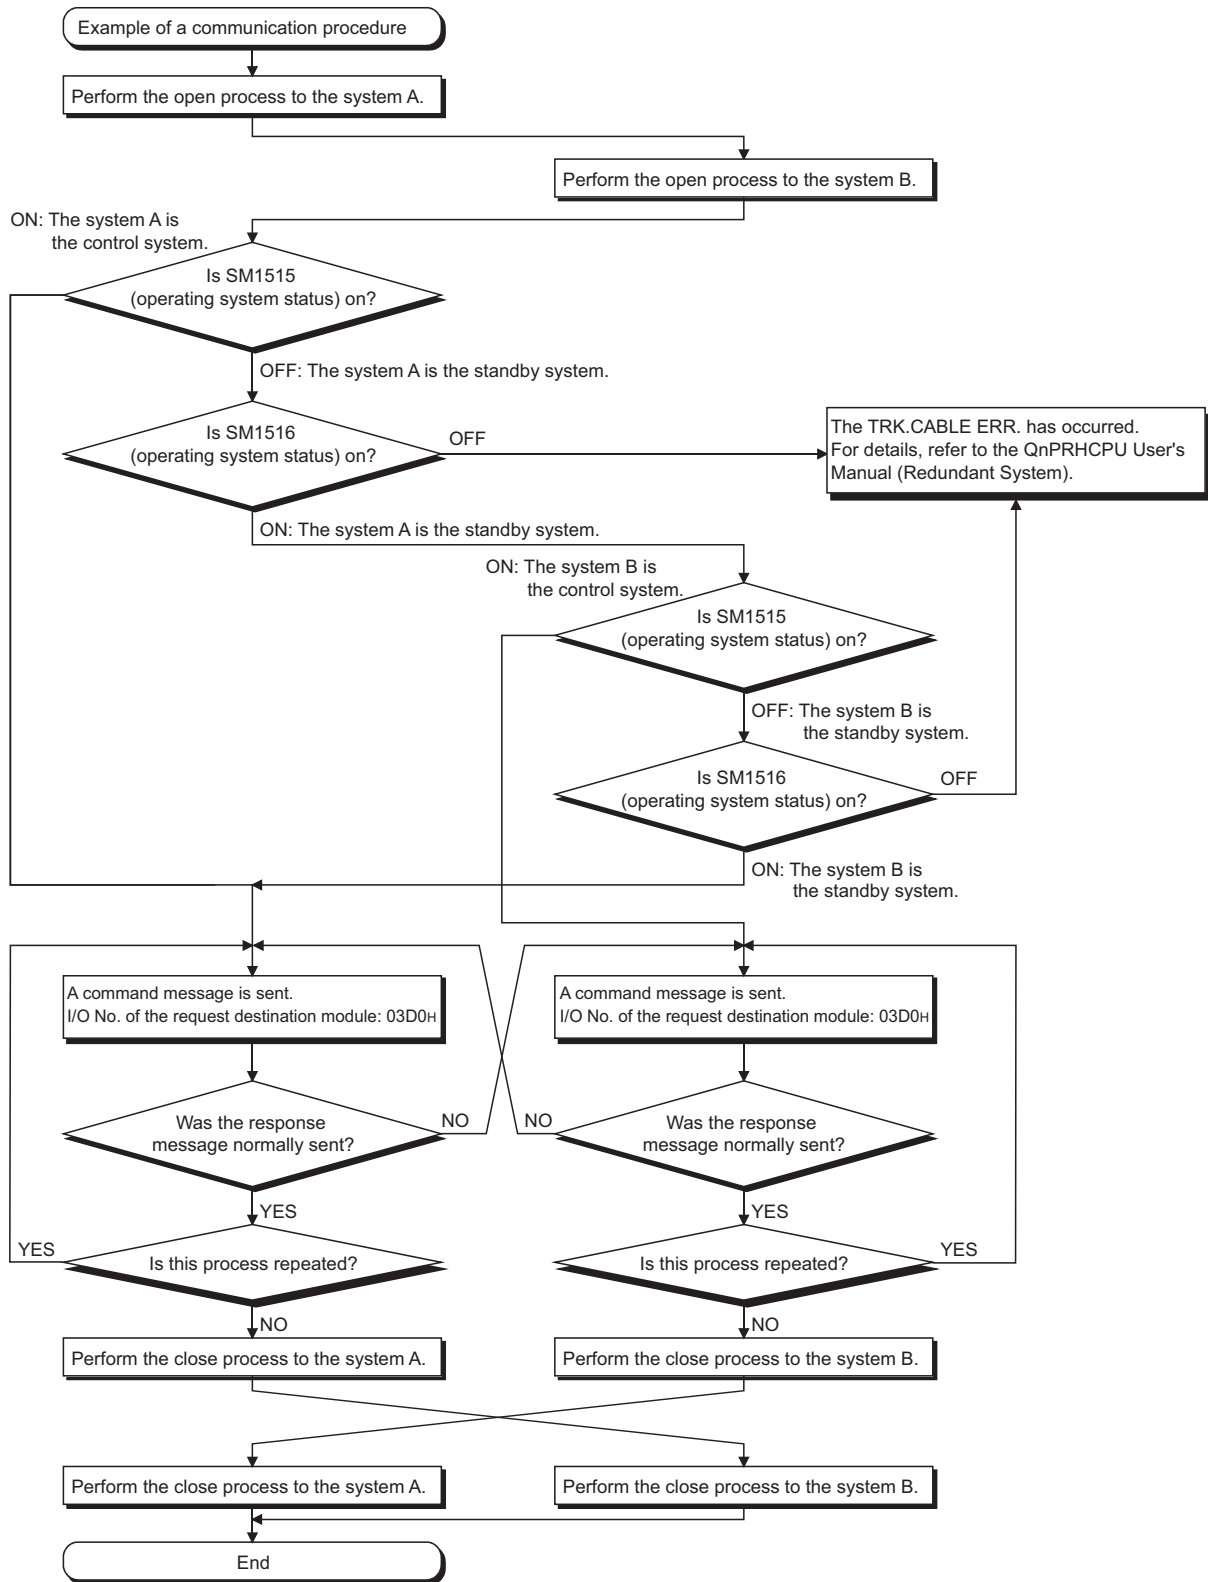 Example of a communication procedure
Perform the open process to the system A.
Perform the open process to the system B.
ON: The system A is
the control system.
Is SM1515
(operating system status) on?
OFF: The system A is the standby system.
Is SM1516
(operating system status) on?
OFF
The TRK.CABLE ERR. has occurred.
For details, refer to the QnPRHCPU User's
Manual (Redundant System).
ON: The system A is the standby system.
ON: The system B is
the control system.
Is SM1515
(operating system status) on?
OFF: The system B is
the standby system.
Is SM1516
(operating system status) on?
OFF
ON: The system B is
the standby system.
A command message is sent.
I/O No. of the request destination module: 03D0H
A command message is sent.
I/O No. of the request destination module: 03D0H
Was the response
message normally sent?
NO
NO
Was the response
message normally sent?
YES
YES
YES
Is this process repeated?
Is this process repeated?
YES
NO
NO
Perform the close process to the system A.
Perform the close process to the system B.
Perform the close process to the system A.
Perform the close process to the system B.
End